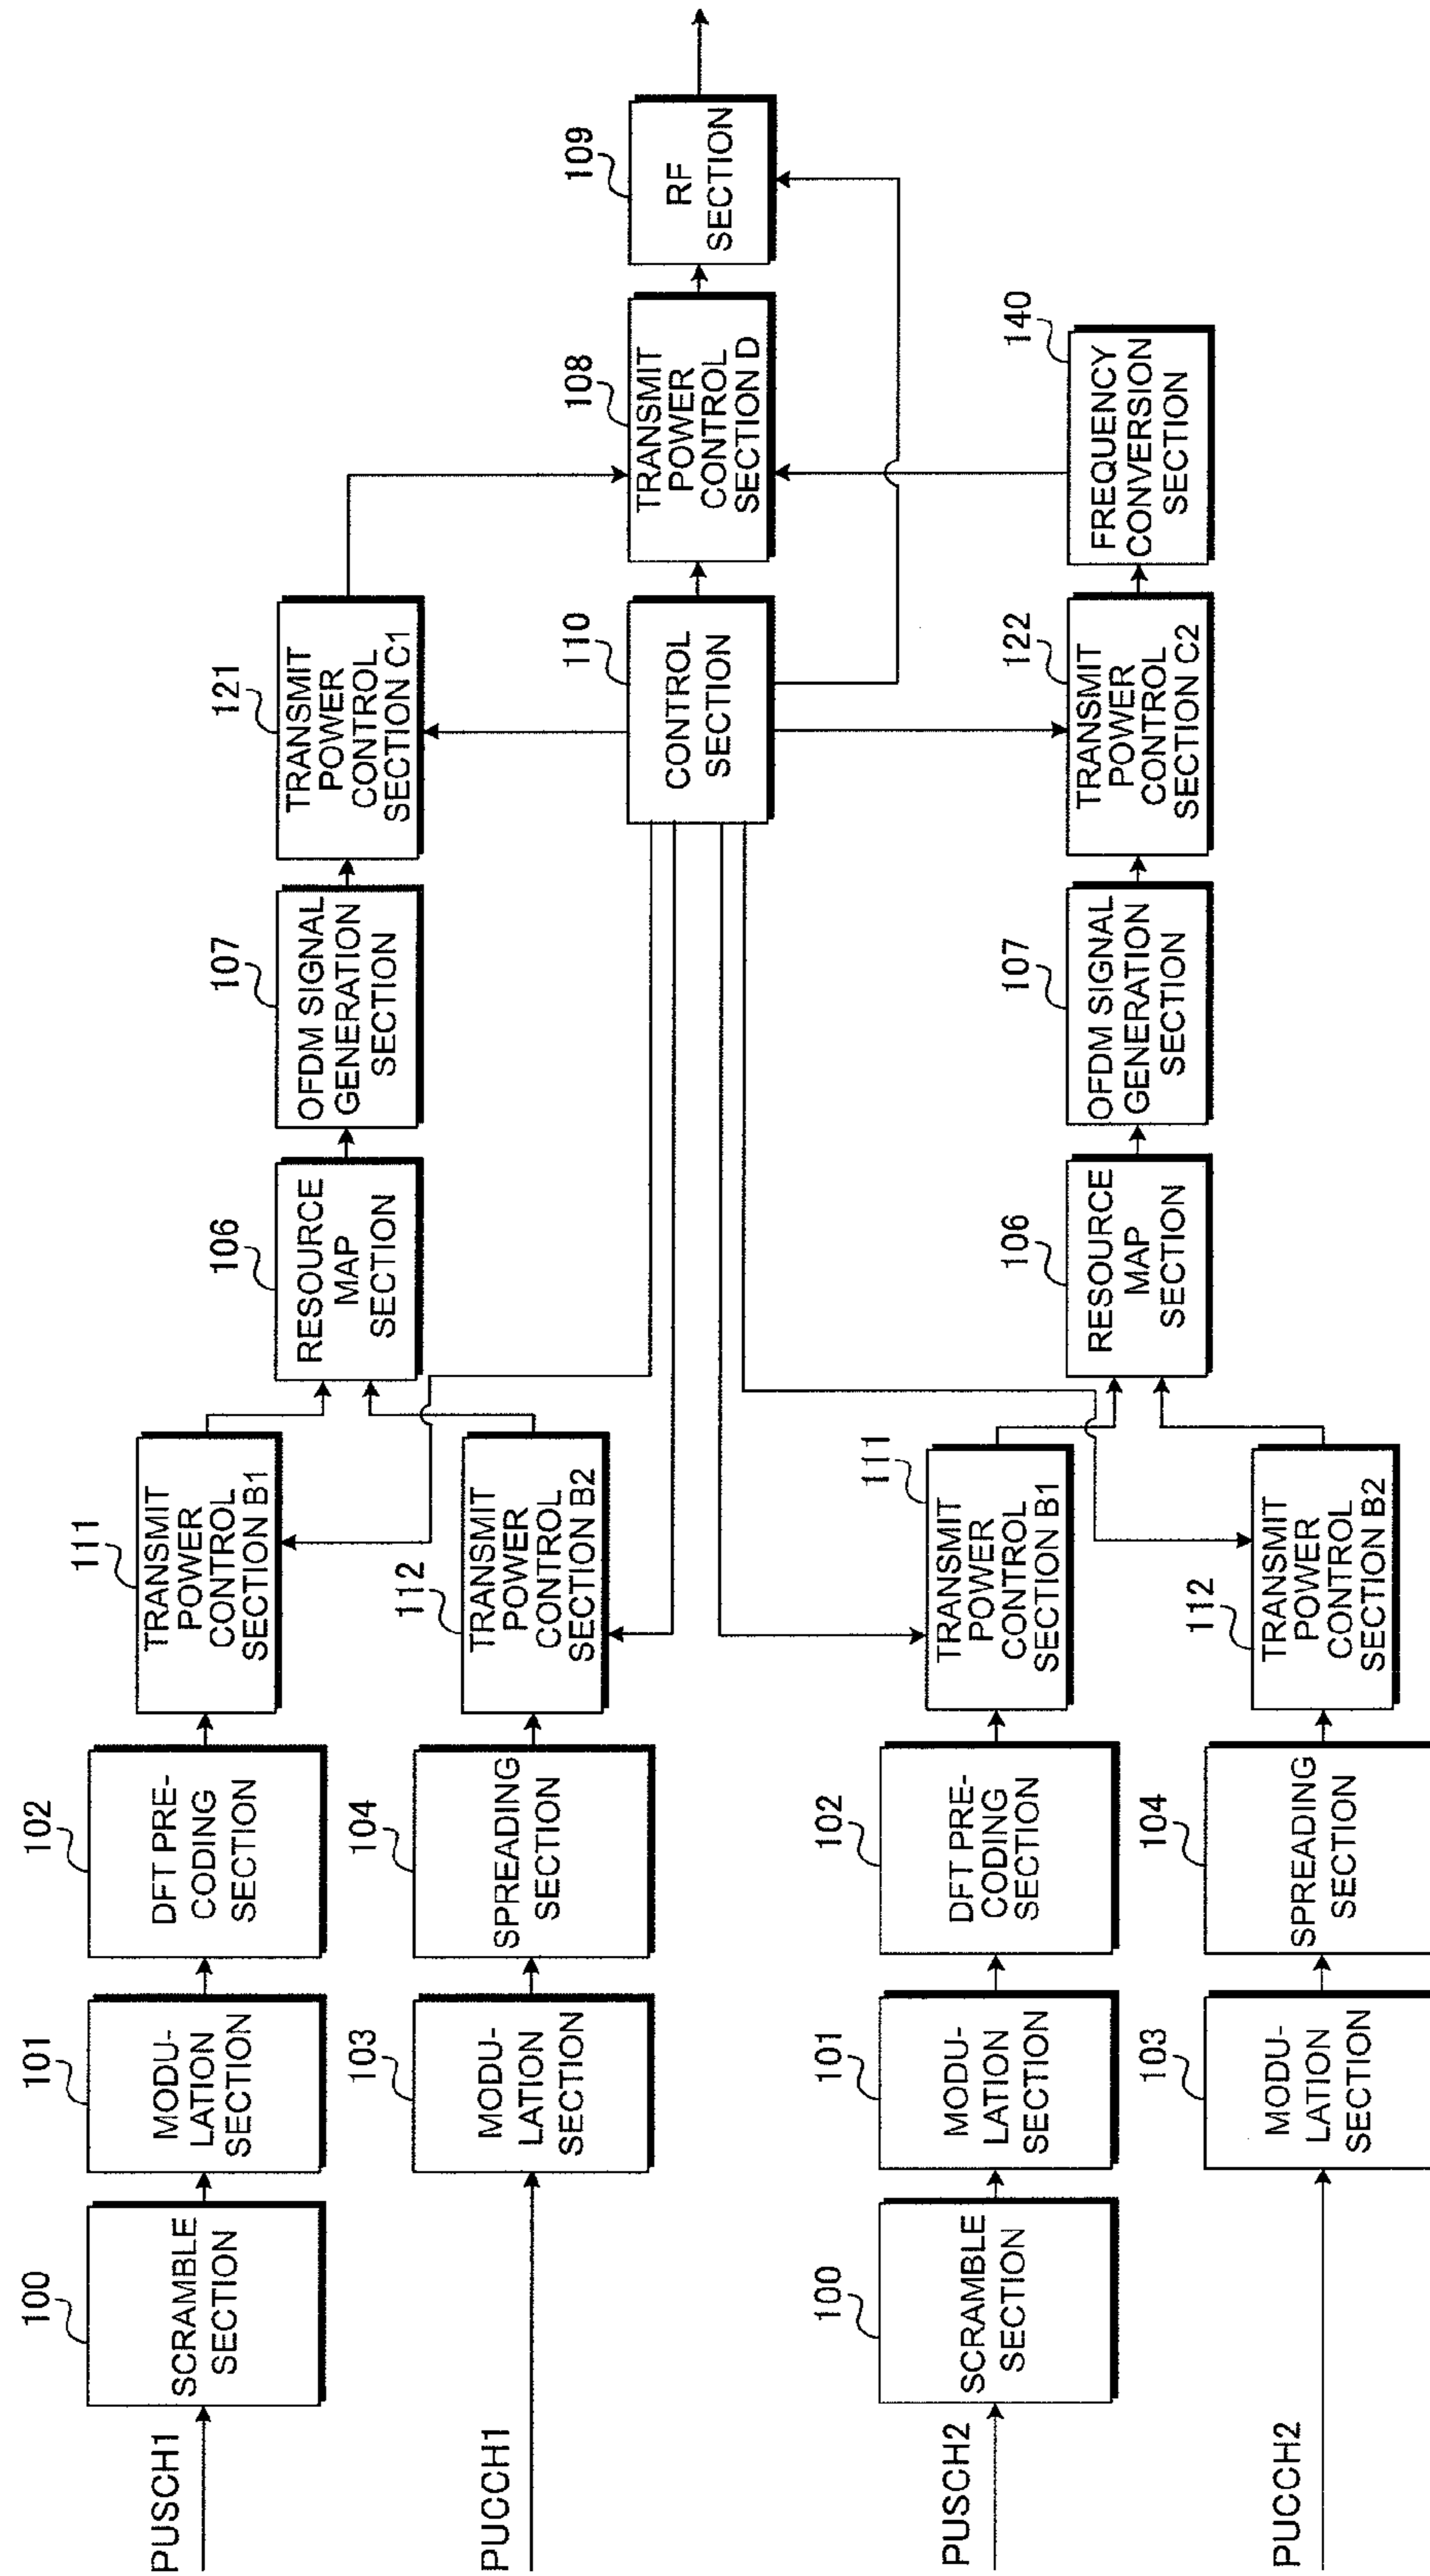 PUSCH1
100
SCRAMBLE
SECTION
101
MODU-
LATION
SECTION
102
DFT PRE-
CODING
SECTION
111
TRANSMIT
POWER
CONTROL
SECTION B1
PUCCH1
103
MODU-
LATION
SECTION
104
SPREADING
SECTION
112
TRANSMIT
POWER
CONTROL
SECTION B2
106
RESOURCE
MAP
SECTION
107
OFDM SIGNAL
GENERATION
SECTION
121
TRANSMIT
POWER
CONTROL
SECTION C1
110
CONTROL
SECTION
108
TRANSMIT
POWER
CONTROL
SECTION D
109
RF
SECTION
PUSCH2
100
SCRAMBLE
SECTION
101
MODU-
LATION
SECTION
102
DFT PRE-
CODING
SECTION
111
TRANSMIT
POWER
CONTROL
SECTION B1
PUCCH2
103
MODU-
LATION
SECTION
104
SPREADING
SECTION
112
TRANSMIT
POWER
CONTROL
SECTION B2
106
RESOURCE
MAP
SECTION
107
OFDM SIGNAL
GENERATION
SECTION
122
TRANSMIT
POWER
CONTROL
SECTION C2
140
FREQUENCY
CONVERSION
SECTION